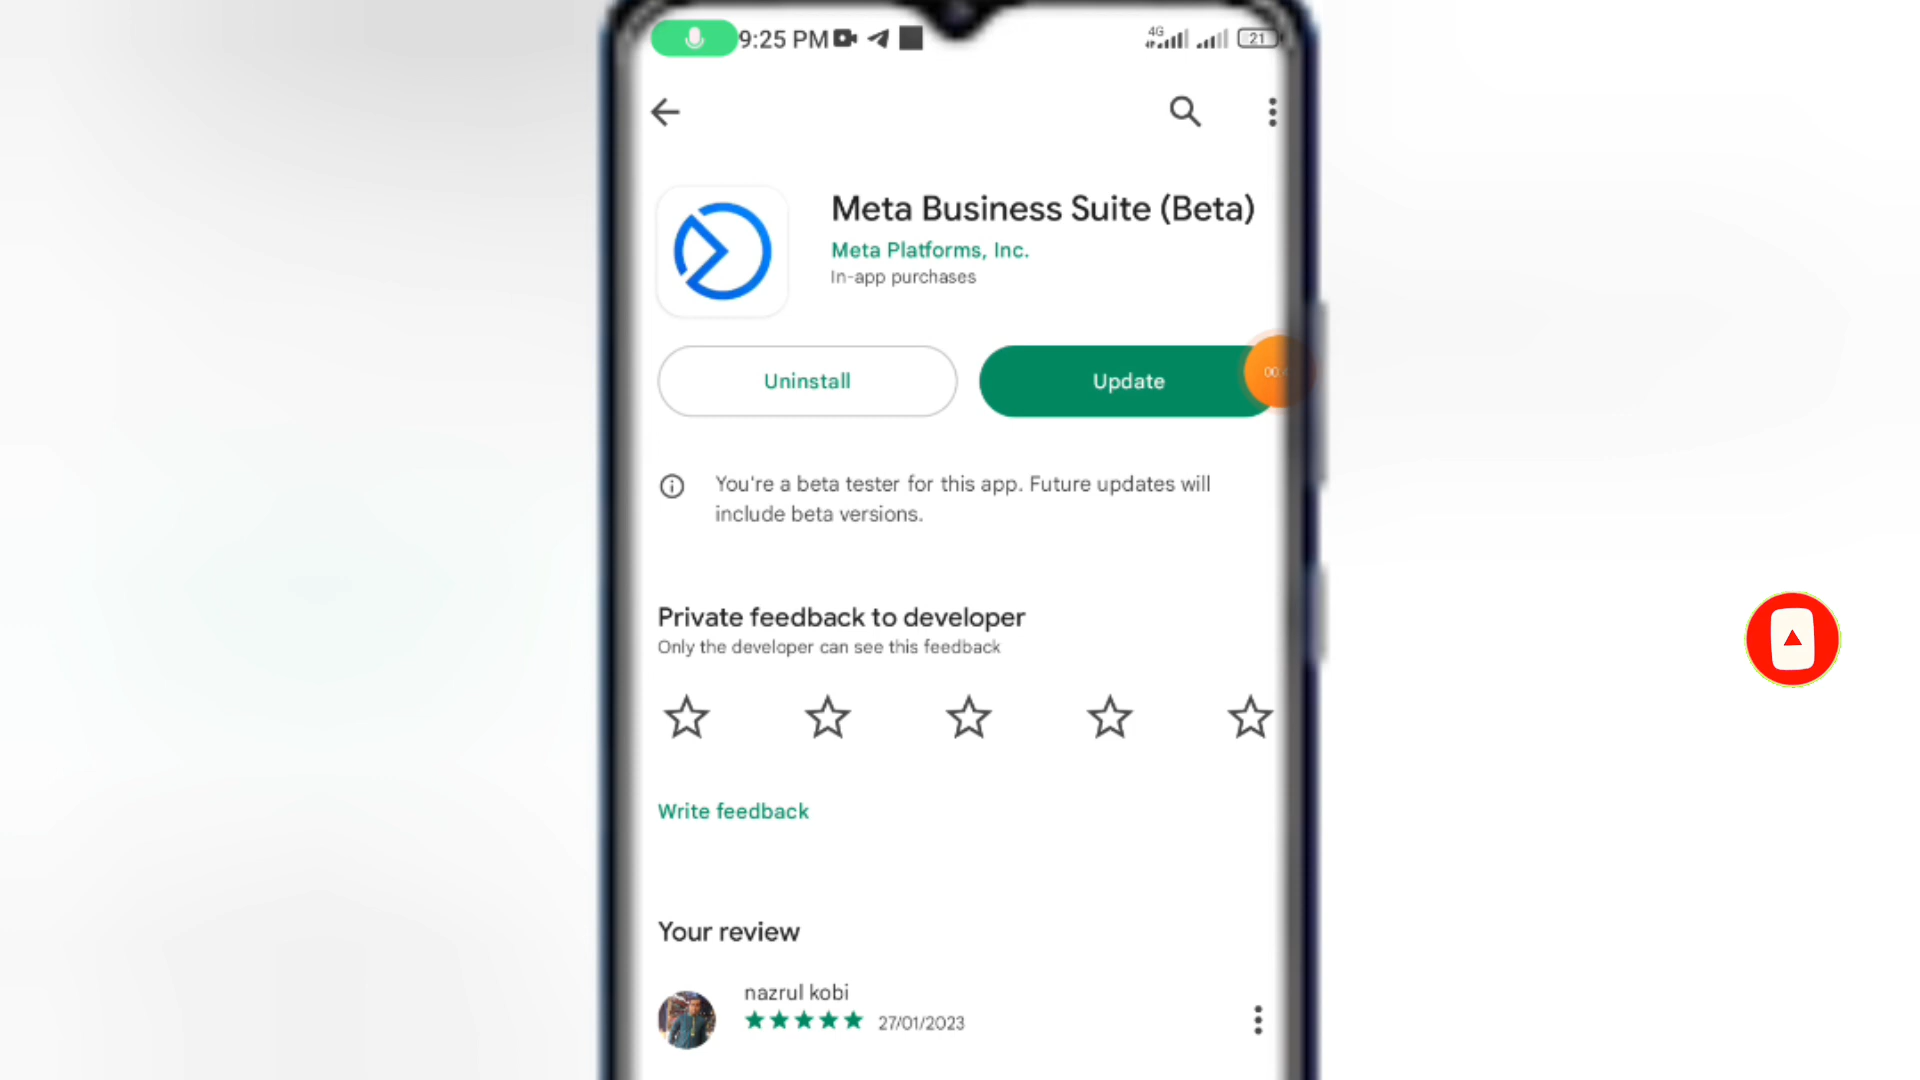 9:25 PM
4G
21
Meta Business Suite (Beta)
Meta Platforms, Inc.
In-app purchases
Uninstall
Update
You're a beta tester for this app. Future updates will
include beta versions.
Private feedback to developer
Only the developer can see this feedback
Write feedback
Your review
nazrul kobi
27/01/2023